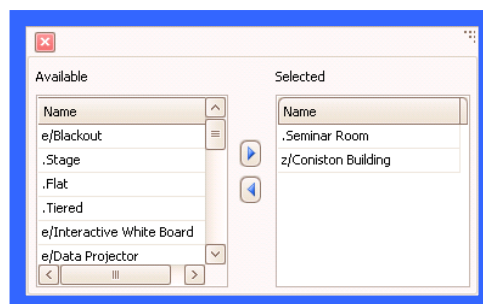 Available
Selected
Name
e/Blackout
.Stage
.Flat
.Tiered
e/Interactive White Board
e/Data Projector
Name
.Seminar Room
z/Coniston Building